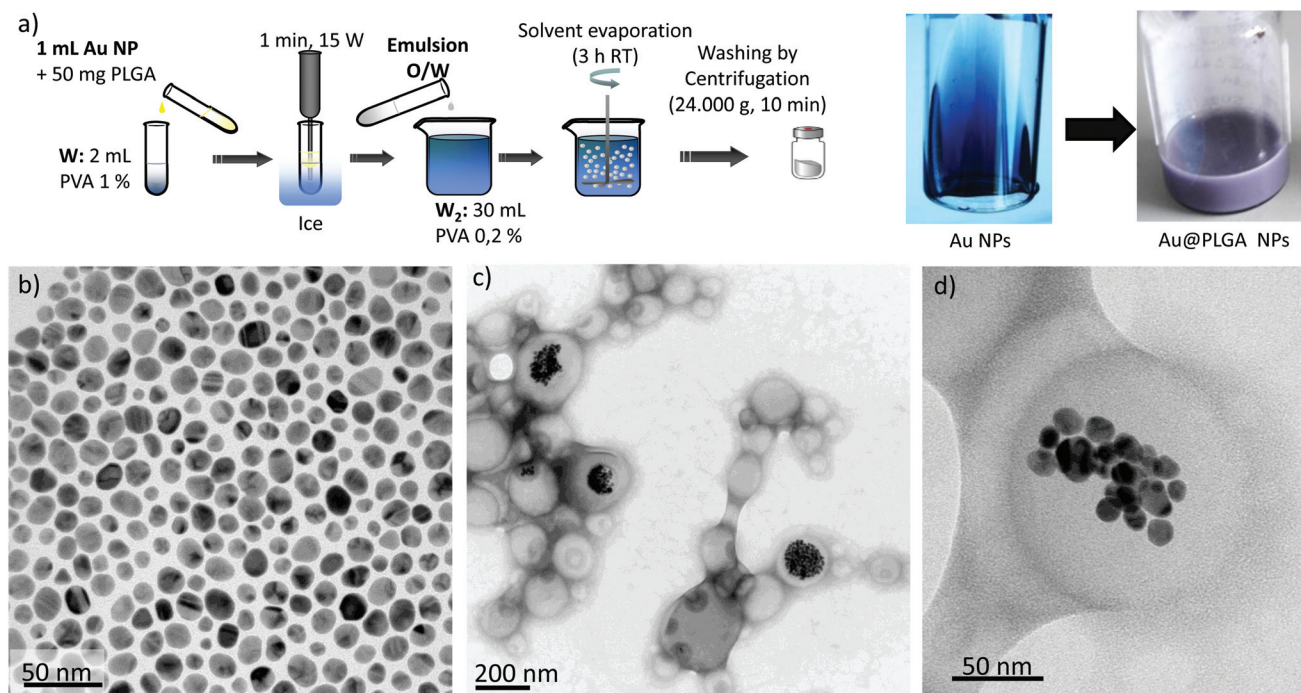 a)
1 mL Au NP
+ 50 mg PLGA
W: 2 mL
PVA 1 %
1 min, 15 W
Ice
Emulsion
O/W
W₂: 30 mL
PVA 0,2 %
Solvent evaporation
(3 h RT)
Washing by
Centrifugation
(24.000 g, 10 min)
Au NPs
Au@PLGA NPs
b)
50 nm
c)
200 nm
d)
50 nm